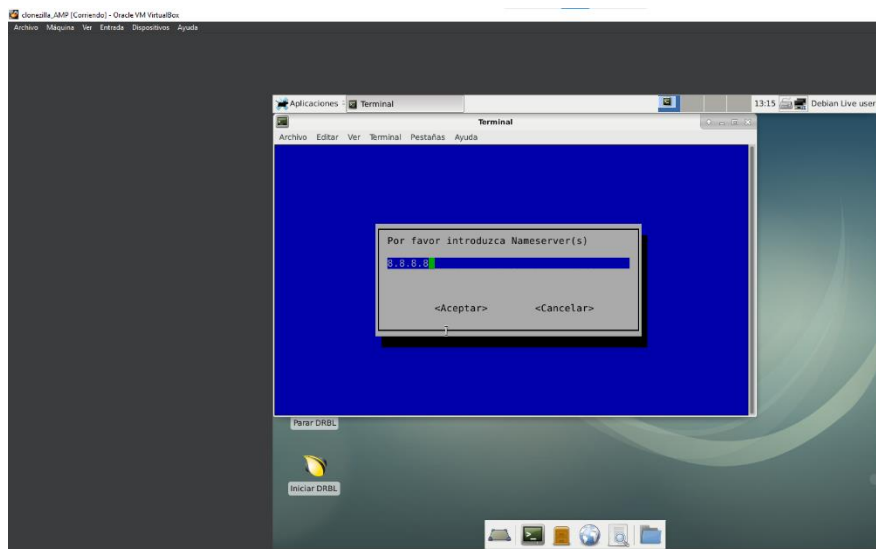 clonezilla_AMP [Corriendo] - Oracle VM VirtualBox
Archivo Máquina Ver Entrada Dispositivos Ayuda
Aplicaciones Terminal 13:15 Debian Live user
Terminal
Archivo Editar Ver Terminal Pestañas Ayuda
Por favor introduzca Nameserver(s)
8.8.8.8
<Aceptar> <Cancelar>
Parar DRBL
Iniciar DRBL